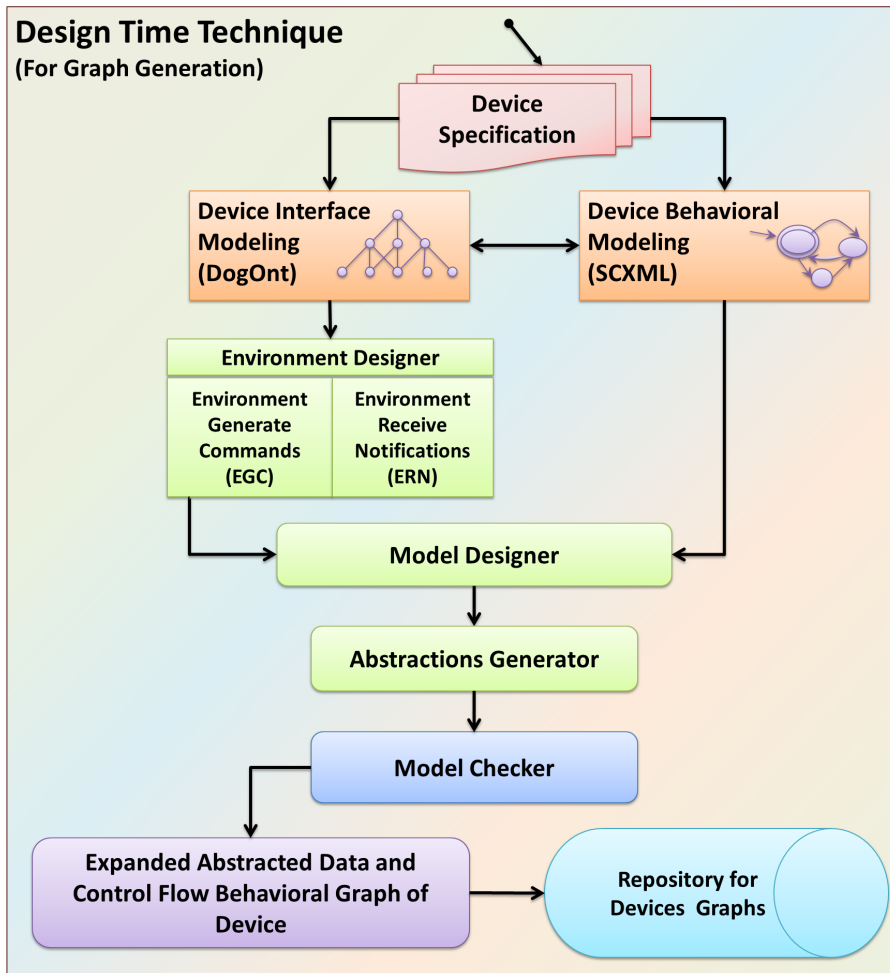 Design Time Technique
(For Graph Generation)
Device
Specification
Device Interface
Modeling
(DogOnt)
Device Behavioral
Modeling
(SCXML)
Environment Designer
Environment
Generate
Commands
(EGC)
Environment
Receive
Notifications
(ERN)
Model Designer
Abstractions Generator
Model Checker
Expanded Abstracted Data and
Control Flow Behavioral Graph of
Device
Repository for
Devices Graphs